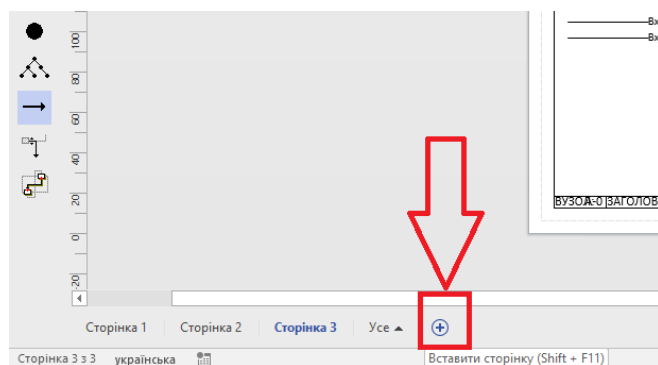 Вх
Вх
100
80
60
40
20
0
-20
ВУЗОЛ A-0 ЗАГОЛОВ
Сторінка 1 Сторінка 2 Сторінка 3 Усе
Сторінка 3 з 3 українська Вставити сторінку (Shift + F11)